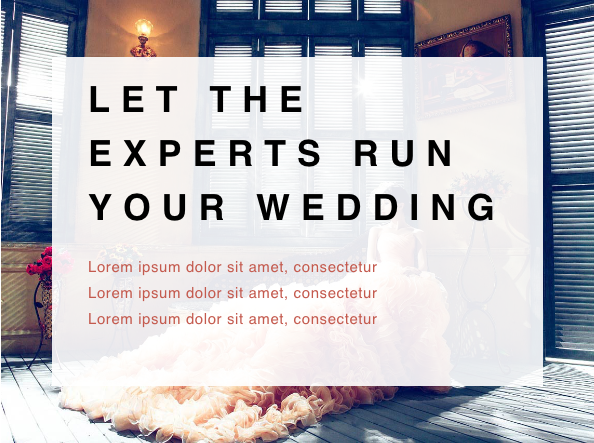 LET THE
EXPERTS RUN
YOUR WEDDING
Lorem ipsum dolor sit amet, consectetur
Lorem ipsum dolor sit amet, consectetur
Lorem ipsum dolor sit amet, consectetur